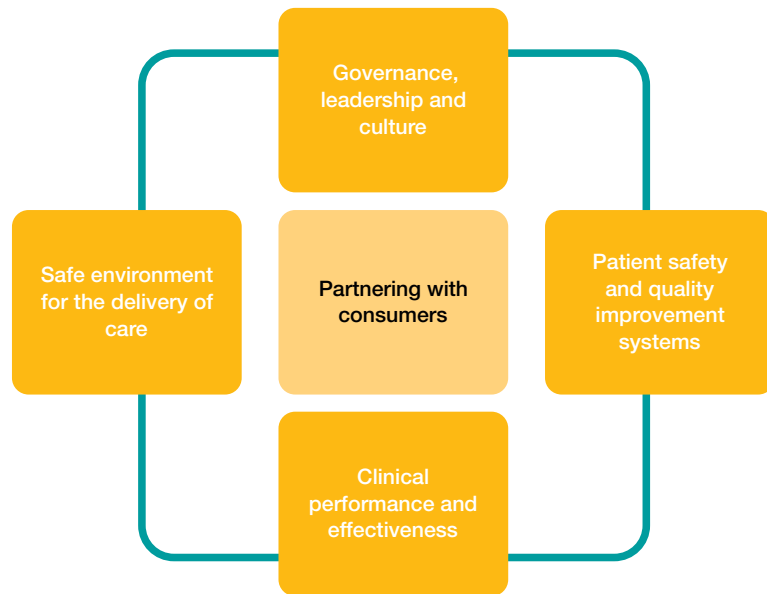 Governance,
leadership and
culture
Safe environment
for the delivery of
care
Partnering with
consumers
Patient safety
and quality
improvement
systems
Clinical
performance and
effectiveness